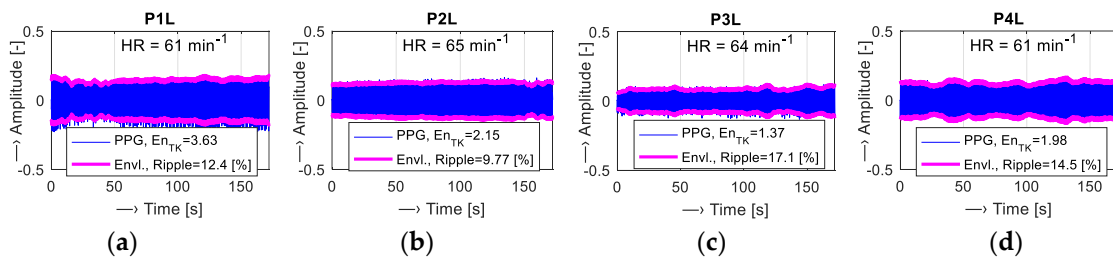 P1L
HR = 61 min-1
0.5
0
-0.5
—> Amplitude [-]
PPG, EnTK=3.63
Envl., Ripple=12.4 [%]
0 50 100 150
—> Time [s]
(a)
P2L
HR = 65 min-1
0.5
0
-0.5
—> Amplitude [-]
PPG, EnTK=2.15
Envl., Ripple=9.77 [%]
0 50 100 150
—> Time [s]
(b)
P3L
HR = 64 min-1
0.5
0
-0.5
—> Amplitude [-]
PPG, EnTK=1.37
Envl., Ripple=17.1 [%]
0 50 100 150
—> Time [s]
(c)
P4L
HR = 61 min-1
0.5
0
-0.5
—> Amplitude [-]
PPG, EnTK=1.98
Envl., Ripple=14.5 [%]
0 50 100 150
—> Time [s]
(d)